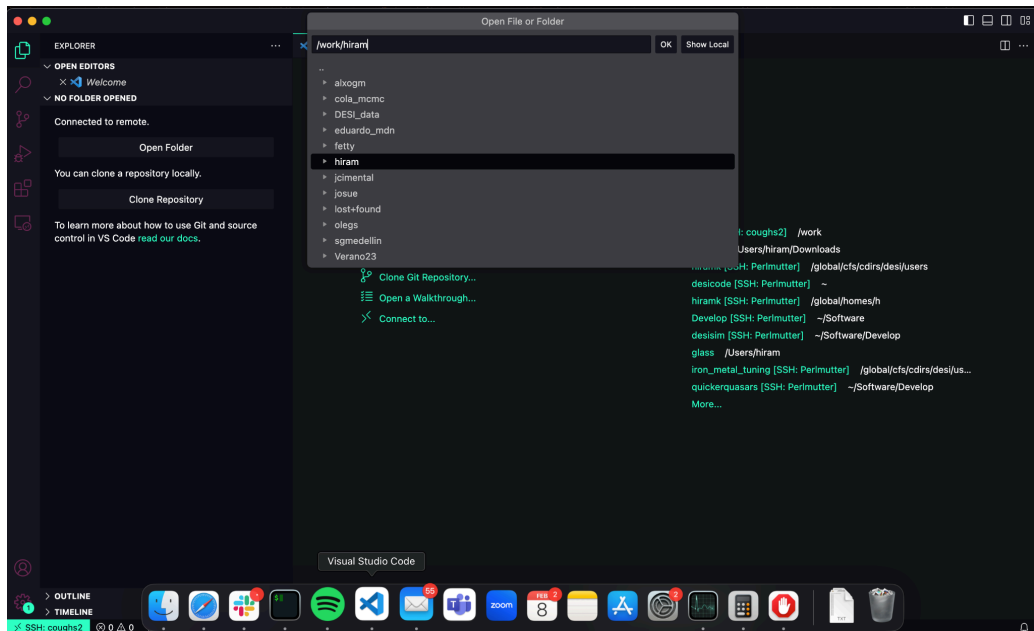 Open File or Folder
EXPLORER
/work/hiram
OK
Show Local
OPEN EDITORS
Welcome
NO FOLDER OPENED
Connected to remote.
Open Folder
You can clone a repository locally.
Clone Repository
To learn more about how to use Git and source
control in VS Code read our docs.
..
alxogm
cola_mcmc
DESI_data
eduardo_mdn
fetty
hiram
jcimental
josue
lost+found
olegs
sgmedellin
Verano23
Clone Git Repository...
Open a Walkthrough...
Connect to...
coughs2] /work
Users/hiram/Downloads
hiramk [SSH: Perlmutter] /global/cfs/cdirs/desi/users
desicode [SSH: Perlmutter] ~
hiramk [SSH: Perlmutter] /global/homes/h
Develop [SSH: Perlmutter] ~/Software
desisim [SSH: Perlmutter] ~/Software/Develop
glass /Users/hiram
iron_metal_tuning [SSH: Perlmutter] /global/cfs/cdirs/desi/us...
quickerquasars [SSH: Perlmutter] ~/Software/Develop
More...
Visual Studio Code
OUTLINE
TIMELINE
1
$
55
zoom
FEB
8
2
2
TXT
SSH: coughs2
0 0